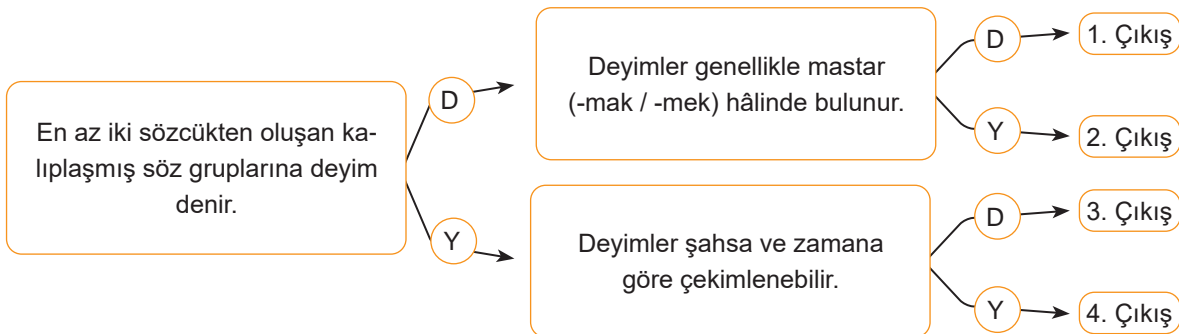 En az iki sözcükten oluşan ka-
lıplaşmış söz gruplarına deyim
denir.
D
Deyimler genellikle mastar
(-mak / -mek) hâlinde bulunur.
D
1. Çıkış
Y
2. Çıkış
Y
Deyimler şahsa ve zamana
göre çekimlenebilir.
D
3. Çıkış
Y
4. Çıkış